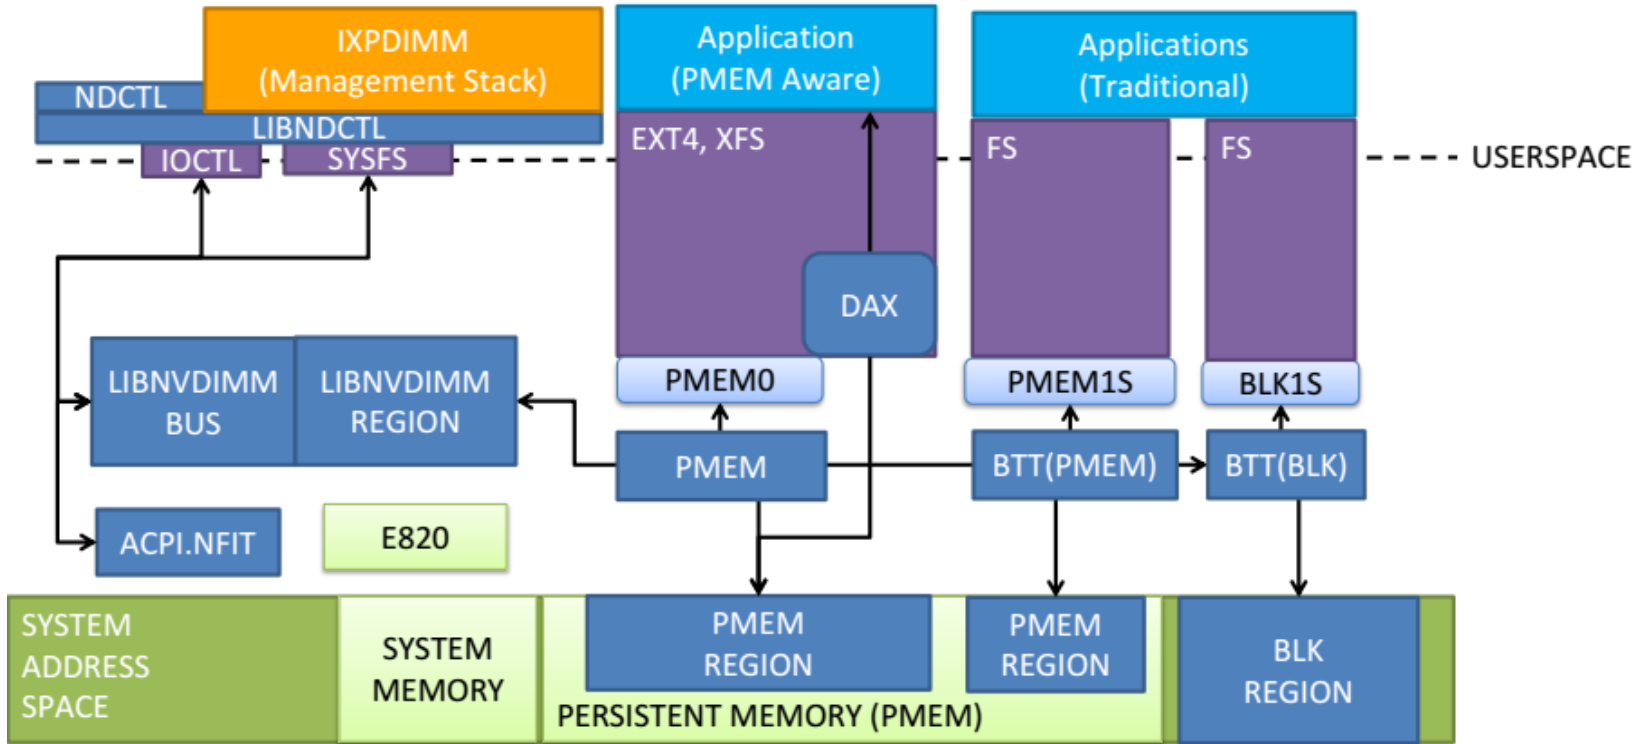 IXPDIMM
(Management Stack)
Application
(PMEM Aware)
Applications
(Traditional)
NDCTL
LIBNDCTL
IOCTL
SYSFS
EXT4, XFS
FS
FS
USERSPACE
DAX
LIBNVDIMM
BUS
LIBNVDIMM
REGION
PMEM0
PMEM1S
BLK1S
PMEM
BTT(PMEM)
BTT(BLK)
ACPI.NFIT
E820
SYSTEM
ADDRESS
SPACE
SYSTEM
MEMORY
PMEM
REGION
PMEM
REGION
BLK
REGION
PERSISTENT MEMORY (PMEM)